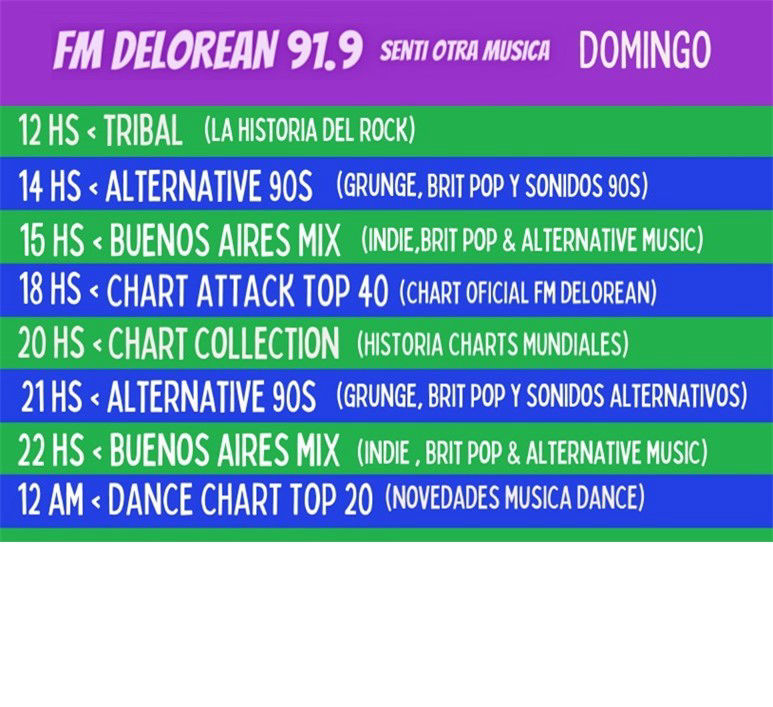 FM DELOREAN 91.9 SENTI OTRA MUSICA DOMINGO
12 HS < TRIBAL (LA HISTORIA DEL ROCK)
14 HS < ALTERNATIVE 90S (GRUNGE, BRIT POP Y SONIDOS 90S)
15 HS < BUENOS AIRES MIX (INDIE,BRIT POP & ALTERNATIVE MUSIC)
18 HS < CHART ATTACK TOP 40 (CHART OFICIAL FM DELOREAN)
20 HS < CHART COLLECTION (HISTORIA CHARTS MUNDIALES)
21 HS < ALTERNATIVE 90S (GRUNGE, BRIT POP Y SONIDOS ALTERNATIVOS)
22 HS < BUENOS AIRES MIX (INDIE , BRIT POP & ALTERNATIVE MUSIC)
12 AM < DANCE CHART TOP 20 (NOVEDADES MUSICA DANCE)